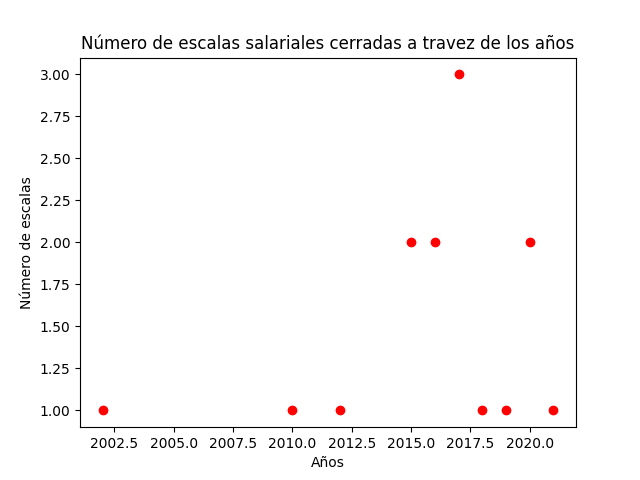 Número de escalas salariales cerradas a travez de los años
3.00
2.75
2.50
2.25
2.00
1.75
1.50
1.25
1.00
Número de escalas
2002.5 2005.0 2007.5 2010.0 2012.5 2015.0 2017.5 2020.0
Años